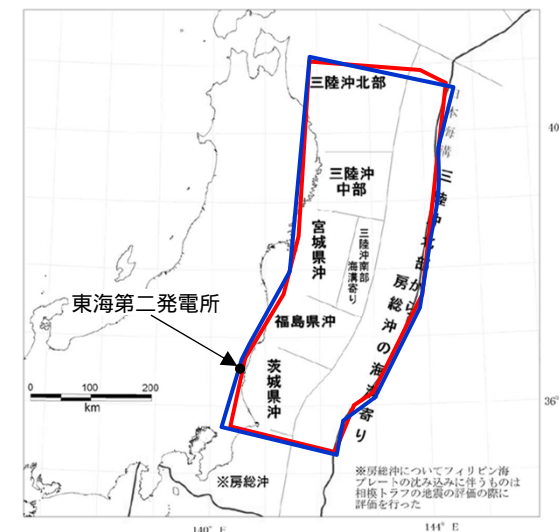 三陸沖北部
日本海溝
40
三陸沖
中部
三陸沖北部から
房総沖の海溝寄り
宮城県沖
三陸沖南部
海溝寄り
東海第二発電所
福島県沖
茨城県沖
0 100 200
km
36°
※房総沖
※房総沖についてフィリピン海
プレートの沈み込みに伴うものは
相模トラフの地震の評価の際に
評価を行った
140° E
144° E